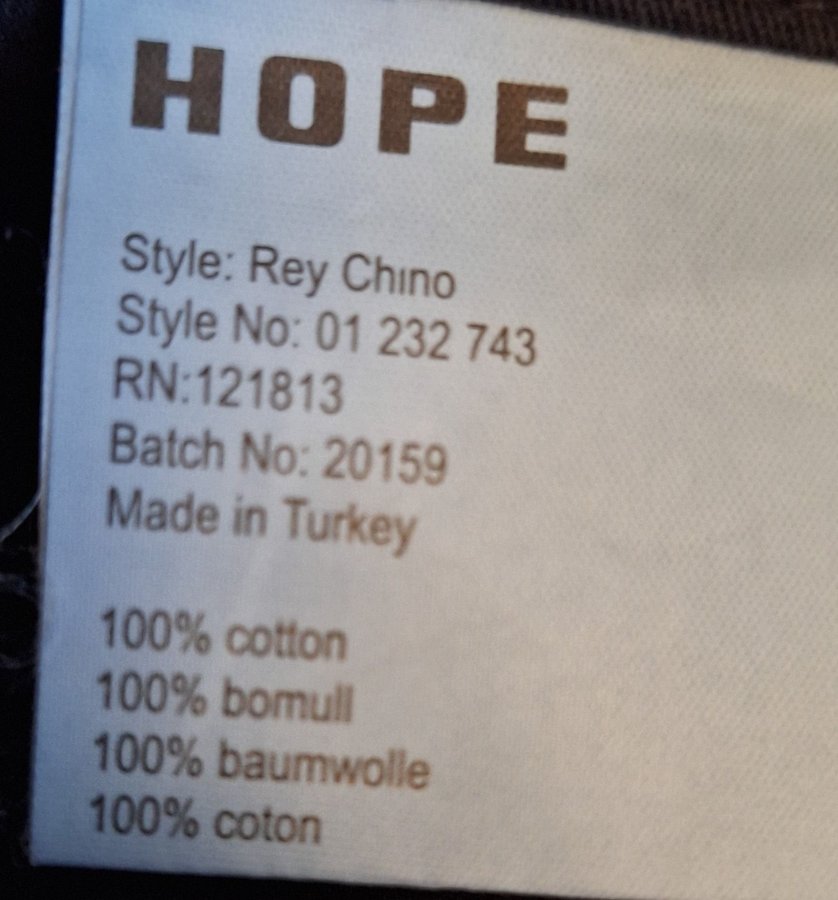 HOPE
Style: Rey Chino
Style No: 01 232 743
RN:121813
Batch No: 20159
Made in Turkey
100% cotton
100% bomull
100% baumwolle
100% coton